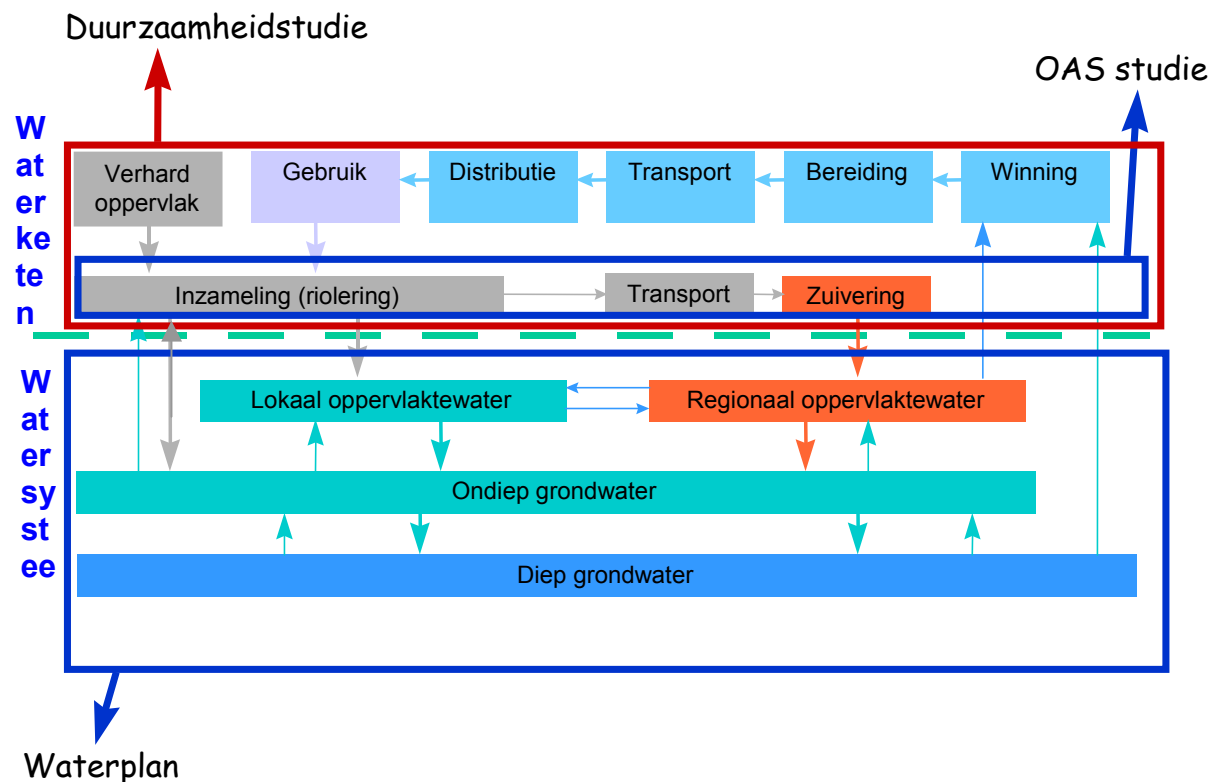 Duurzaamheidstudie
OAS studie
W
at
er
ke
te
n
Verhard
oppervlak
Gebruik
Distributie
Transport
Bereiding
Winning
Inzameling (riolering)
Transport
Zuivering
W
at
er
sy
st
ee
Lokaal oppervlaktewater
Regionaal oppervlaktewater
Ondiep grondwater
Diep grondwater
Waterplan